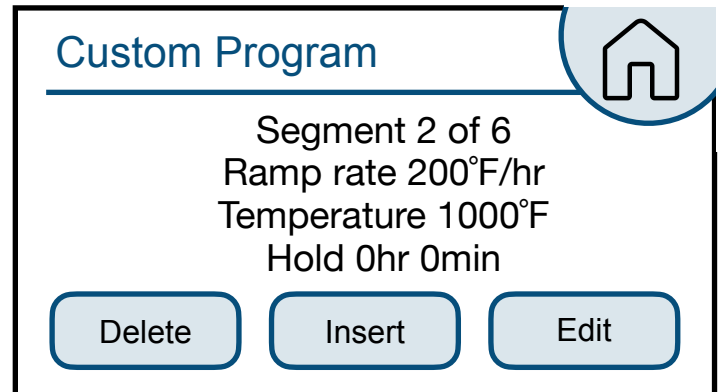 Custom Program
Segment 2 of 6
Ramp rate 200°F/hr
Temperature 1000°F
Hold 0hr 0min
Delete
Insert
Edit